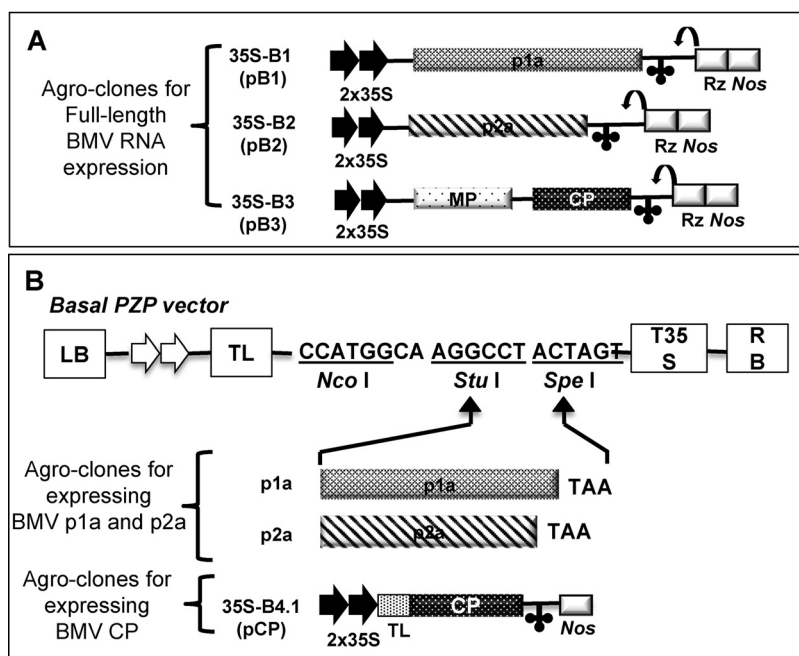 A
Agro-clones for
Full-length
BMV RNA
expression
35S-B1
(pB1)
2x35S
p1a
Rz Nos
35S-B2
(pB2)
2x35S
p2a
Rz Nos
35S-B3
(pB3)
2x35S
MP
CP
Rz Nos
B
Basal PZP vector
LB
TL
CCATGGCA AGGCCT ACTAGT
Nco I Stu I Spe I
T35
S
R
B
Agro-clones for
expressing
BMV p1a and p2a
p1a
p1a
TAA
p2a
p2a
TAA
Agro-clones for
expressing
BMV CP
35S-B4.1
(pCP)
2x35S
TL
CP
Nos